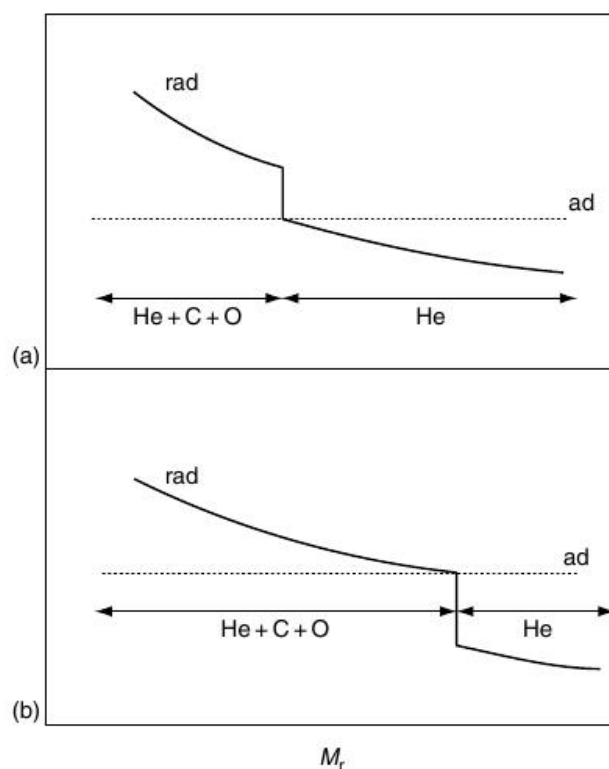 rad
ad
He + C + O
He
(a)
rad
ad
He + C + O
He
(b)
Mr